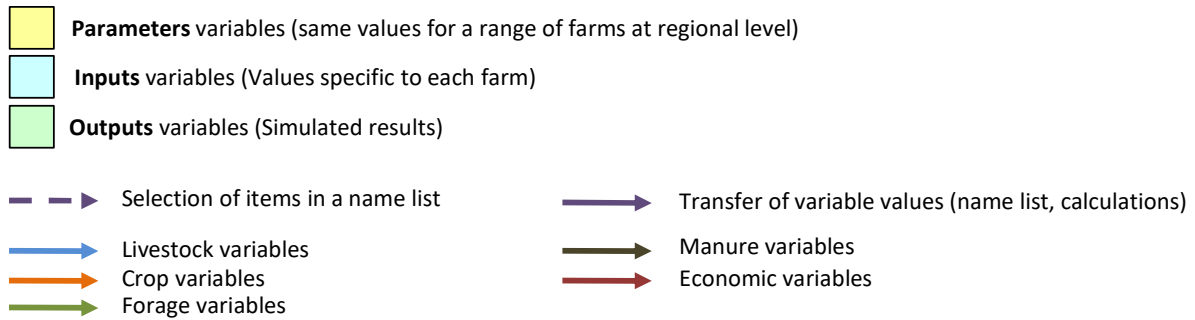 Parameters variables (same values for a range of farms at regional level)
Inputs variables (Values specific to each farm)
Outputs variables (Simulated results)
Selection of items in a name list
Transfer of variable values (name list, calculations)
Livestock variables
Manure variables
Crop variables
Economic variables
Forage variables